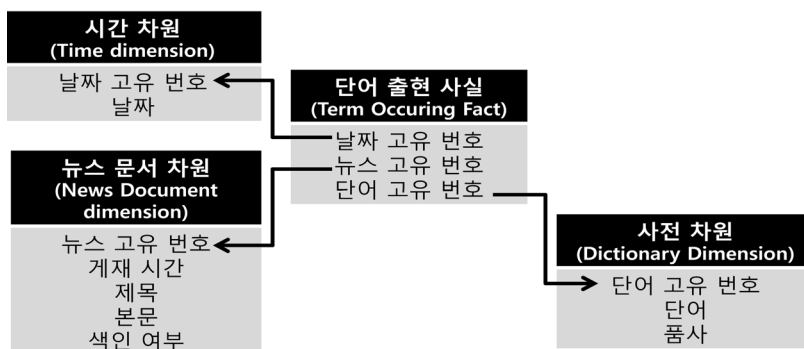 시간 차원
(Time dimension)
날짜 고유 번호
날짜
단어 출현 사실
(Term Occuring Fact)
날짜 고유 번호
뉴스 고유 번호
단어 고유 번호
뉴스 문서 차원
(News Document
dimension)
뉴스 고유 번호
게재 시간
제목
본문
색인 여부
사전 차원
(Dictionary Dimension)
단어 고유 번호
단어
품사